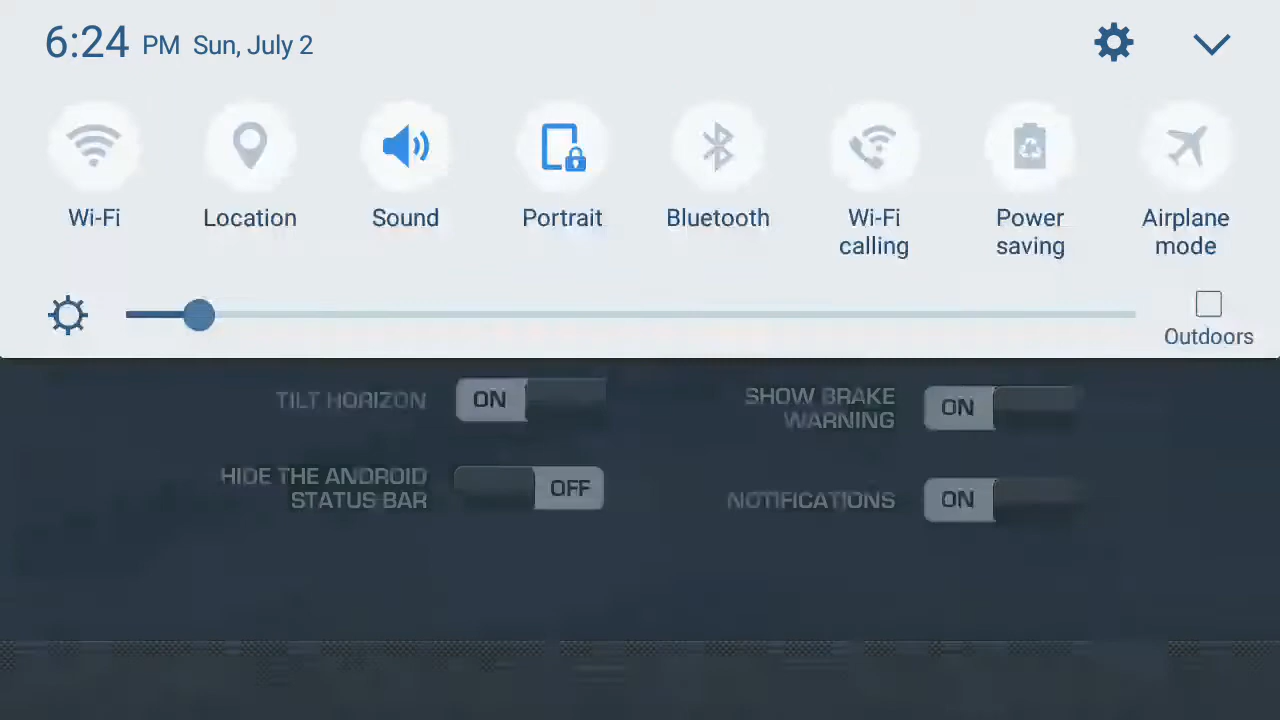 6:24 PM Sun, July 2
Wi-Fi
Location
Sound
Portrait
Bluetooth
Wi-Fi
calling
Power
saving
Airplane
mode
Outdoors
TILT HORIZON ON
SHOW BRAKE
WARNING
ON
HIDE THE ANDROID
STATUS BAR
OFF
NOTIFICATIONS ON